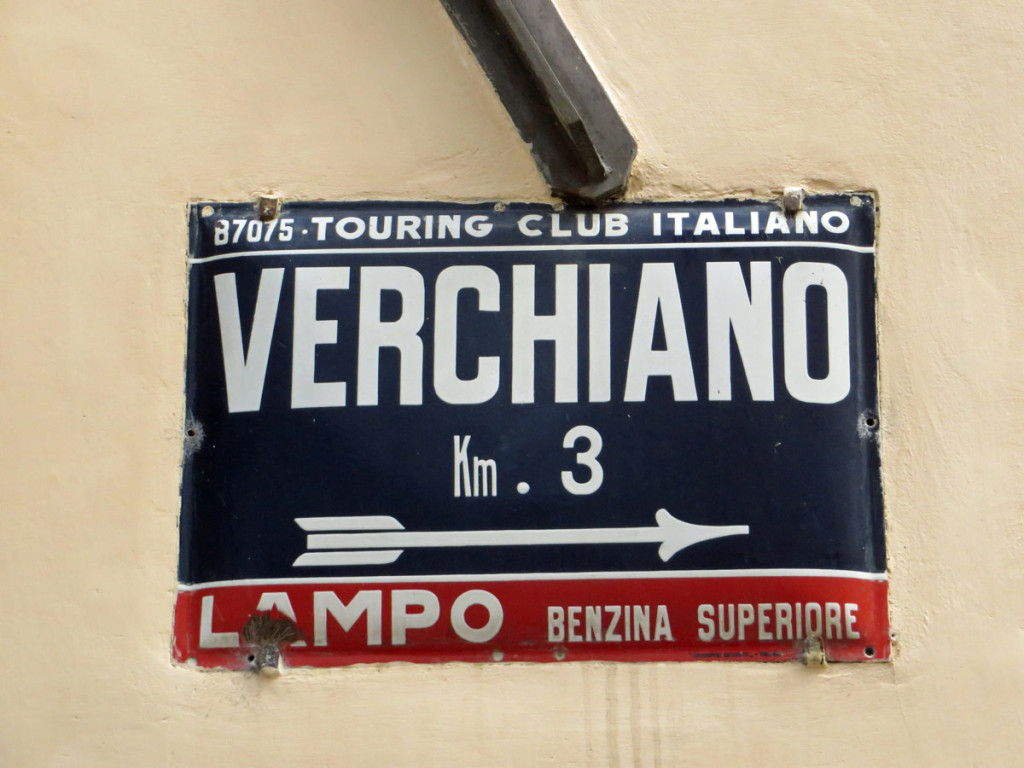 87075 · TOURING CLUB ITALIANO
VERCHIANO
Km. 3
LAMPO BENZINA SUPERIORE